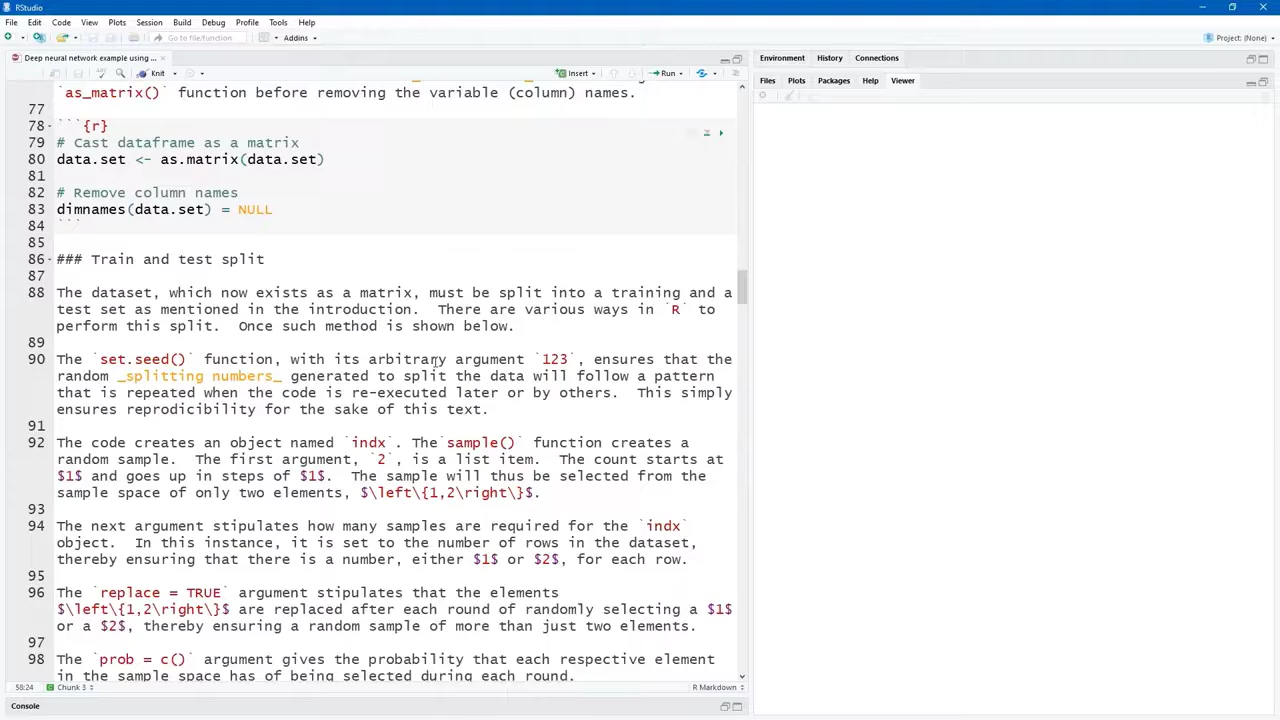 RStudio
File Edit Code View Plots Session Build Debug Profile Tools Help
Go to file/function Addins Project: (None)
Deep neural network example using ...
Knit Insert Run
`as_matrix()` function before removing the variable (column) names.
77
78 ```{r}
79 # Cast dataframe as a matrix
80 data.set <- as.matrix(data.set)
81
82 # Remove column names
83 dimnames(data.set) = NULL
84 ```
85
86 ### Train and test split
87
88 The dataset, which now exists as a matrix, must be split into a training and a
test set as mentioned in the introduction.  There are various ways in `R` to
perform this split.  Once such method is shown below.
89
90 The `set.seed()` function, with its arbitrary argument `123`, ensures that the
random _splitting numbers_ generated to split the data will follow a pattern
that is repeated when the code is re-executed later or by others.  This simply
ensures reprodicibility for the sake of this text.
91
92 The code creates an object named `indx`. The`sample()` function creates a
random sample.  The first argument, `2`, is a list item.  The count starts at
$1$ and goes up in steps of $1$.  The sample will thus be selected from the
sample space of only two elements, $\left\{1,2\right\}$.
93
94 The next argument stipulates how many samples are required for the `indx`
object.  In this instance, it is set to the number of rows in the dataset,
thereby ensuring that there is a number, either $1$ or $2$, for each row.
95
96 The `replace = TRUE` argument stipulates that the elements
$\left\{1,2\right\}$ are replaced after each round of randomly selecting a $1$
or a $2$, thereby ensuring a random sample of more than just two elements.
97
98 The `prob = c()` argument gives the probability that each respective element
in the sample space has of being selected during each round.
58:24 Chunk 3 R Markdown
Console
Environment History Connections
Files Plots Packages Help Viewer